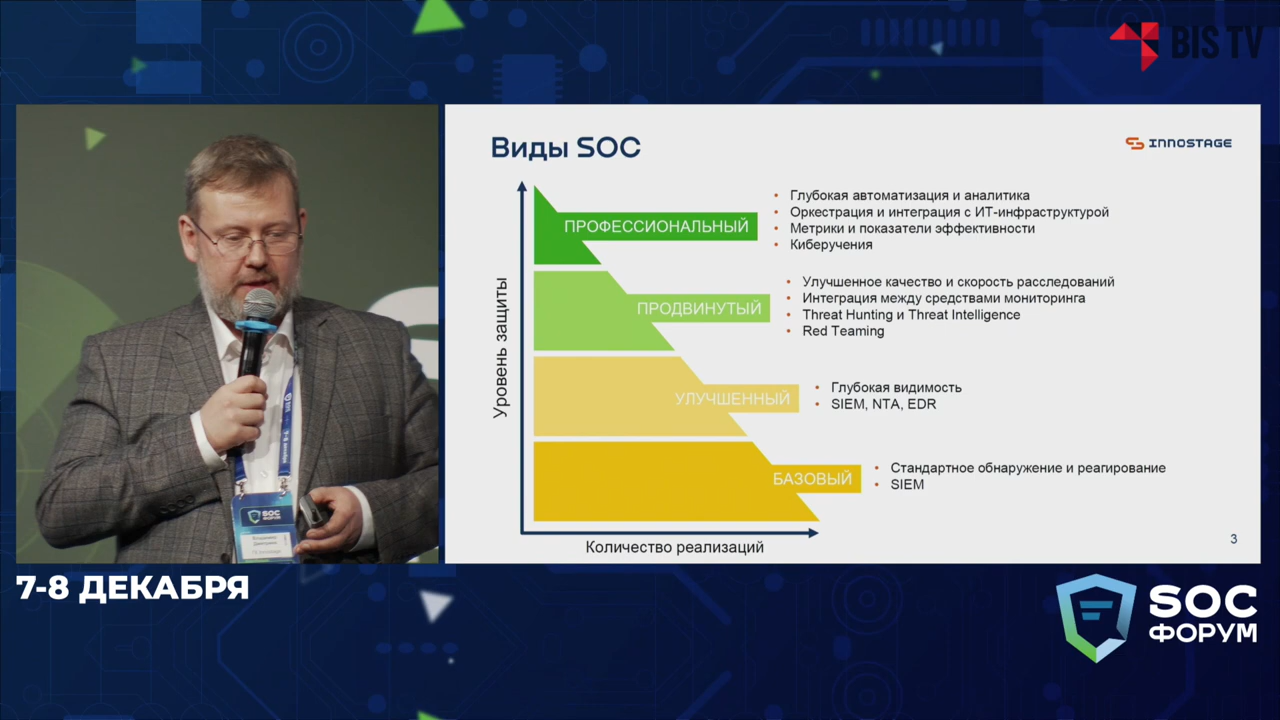 BIS TV
Виды SOC
INNOSTAGE
ПРОФЕССИОНАЛЬНЫЙ
• Глубокая автоматизация и аналитика
• Оркестрация и интеграция с ИТ-инфраструктурой
• Метрики и показатели эффективности
• Киберучения
ПРОДВИНУТЫЙ
• Улучшенное качество и скорость расследований
• Интеграция между средствами мониторинга
• Threat Hunting и Threat Intelligence
• Red Teaming
УЛУЧШЕННЫЙ
• Глубокая видимость
• SIEM, NTA, EDR
БАЗОВЫЙ
• Стандартное обнаружение и реагирование
• SIEM
Уровень защиты
Количество реализаций
3
SOC
ФОРУМ
7-8 ДЕКАБРЯ
SOC
ФОРУМ